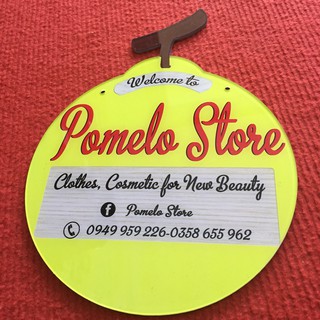 Welcome to
Pomelo Store
Clothes, Cosmetic for New Beauty
f Pomelo Store
0949 959 226-0358 655 962